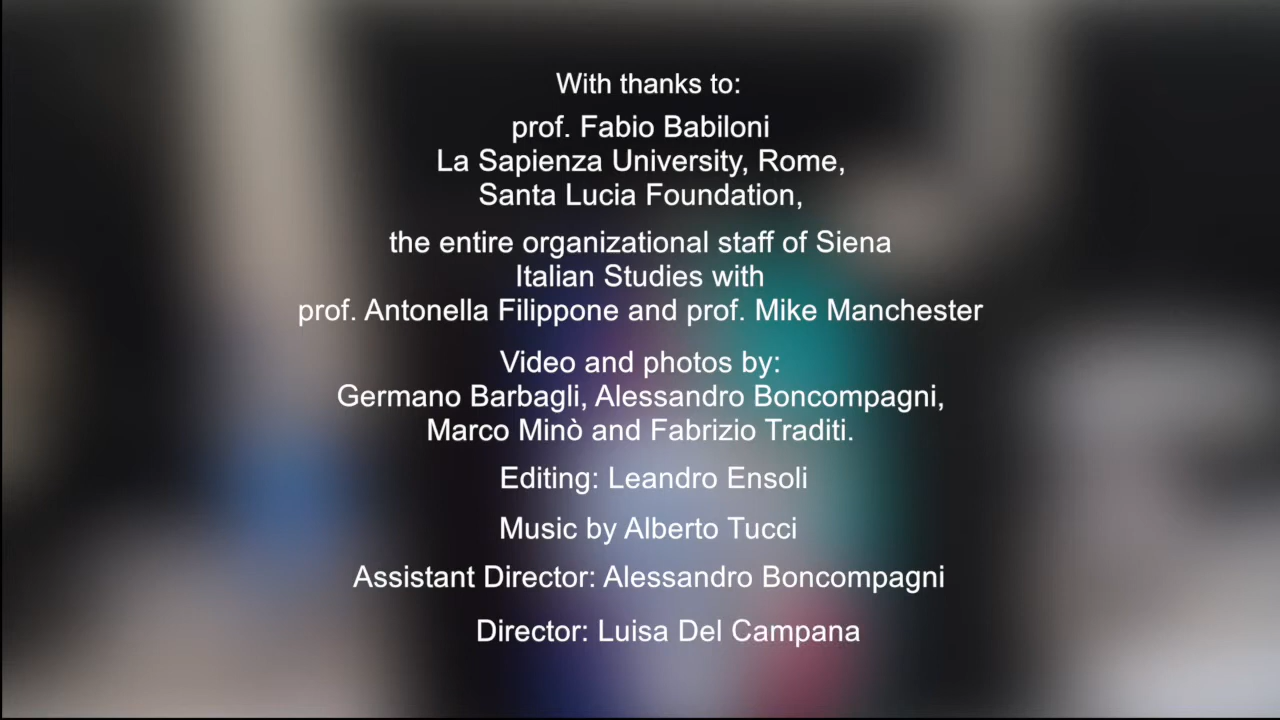 With thanks to:
prof. Fabio Babiloni
La Sapienza University, Rome,
Santa Lucia Foundation,
the entire organizational staff of Siena
Italian Studies with
prof. Antonella Filippone and prof. Mike Manchester
Video and photos by:
Germano Barbagli, Alessandro Boncompagni,
Marco Minò and Fabrizio Traditi.
Editing: Leandro Ensoli
Music by Alberto Tucci
Assistant Director: Alessandro Boncompagni
Director: Luisa Del Campana